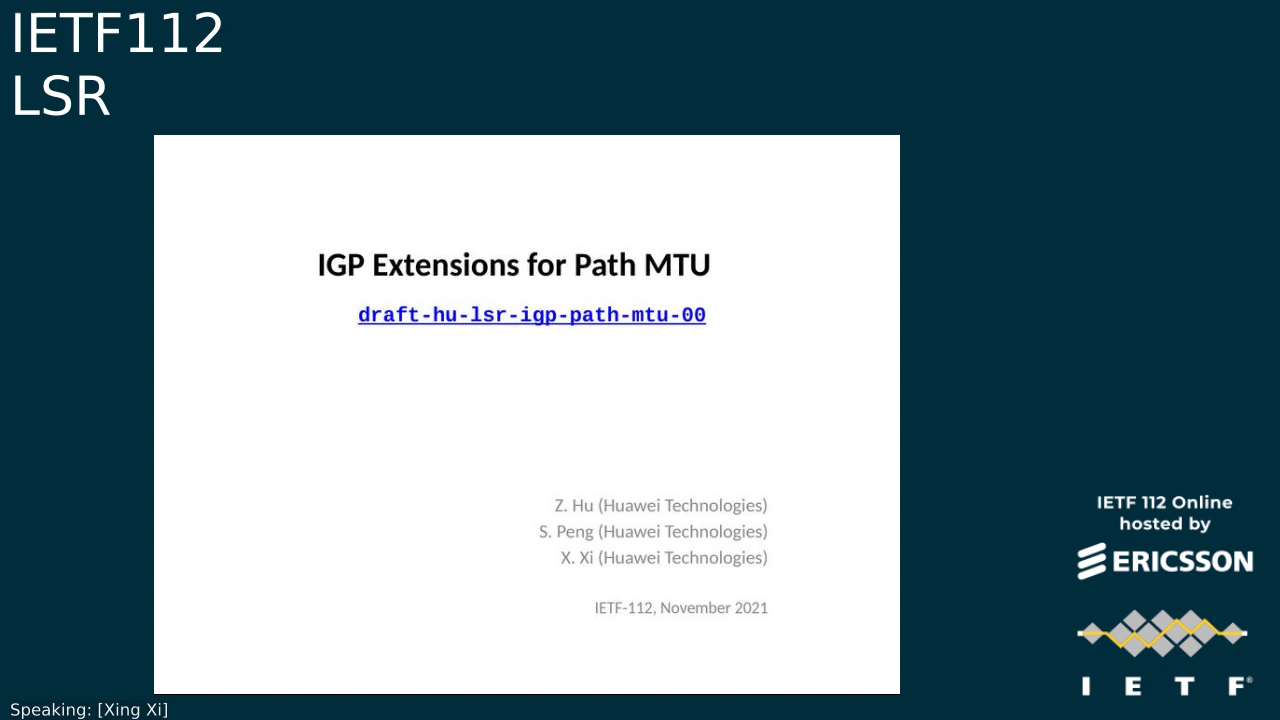 IETF112
LSR
IGP Extensions for Path MTU
draft-hu-lsr-igp-path-mtu-00
Z. Hu (Huawei Technologies)
S. Peng (Huawei Technologies)
X. Xi (Huawei Technologies)
IETF-112, November 2021
IETF 112 Online
hosted by
ERICSSON
I E T F®
Speaking: [Xing Xi]